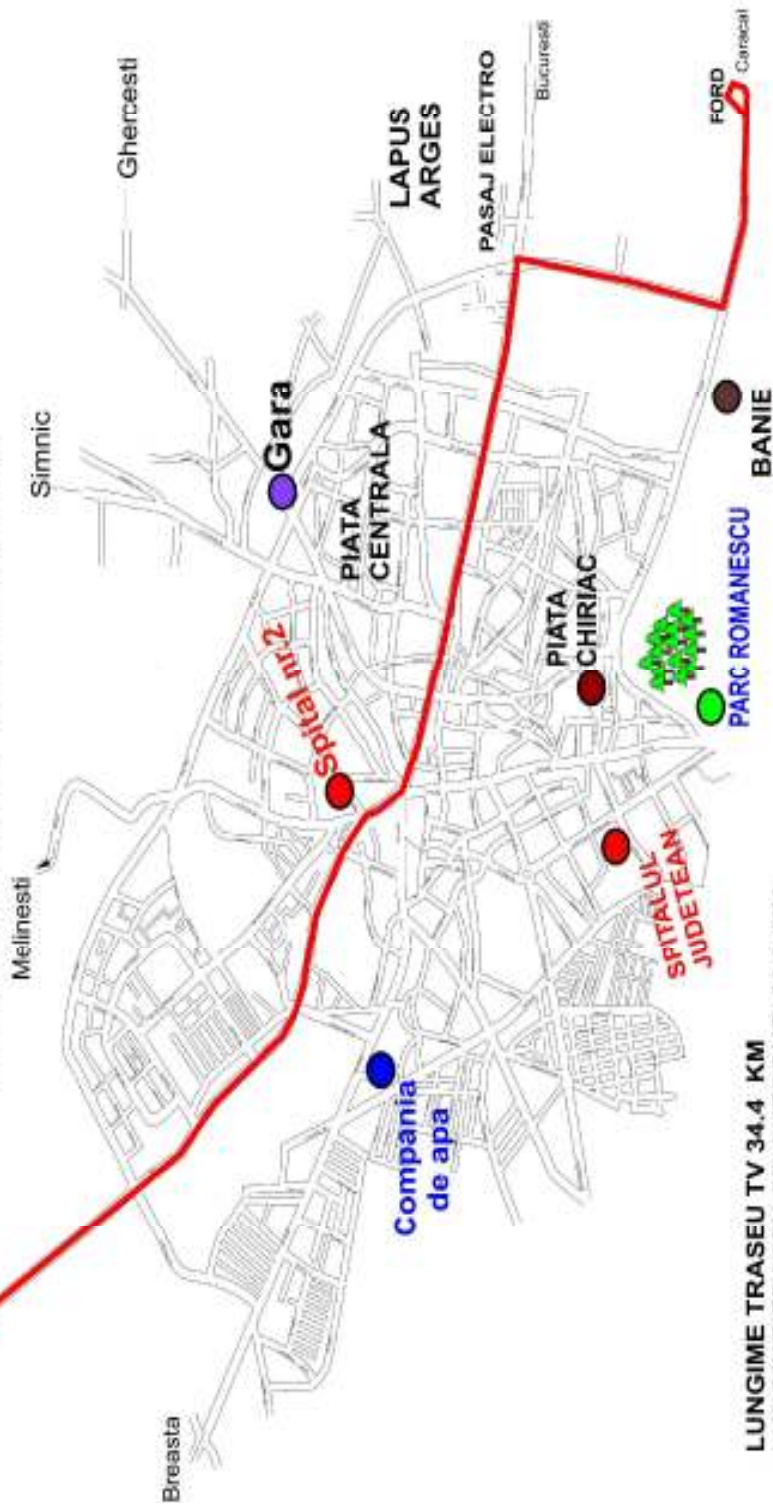 Melinesti
Simnic
Ghercesti
Breasta
Gara
Spital nr.2
PIATA
CENTRALA
LAPUS
ARGES
PASAJ ELECTRO
Bucuresti
Compania
de apa
PIATA
CHIRIAC
SPITALUL
JUDETEAN
PARC ROMANESCU
BANIE
FORD
Caracal
LUNGIME TRASEU TV 34.4 KM